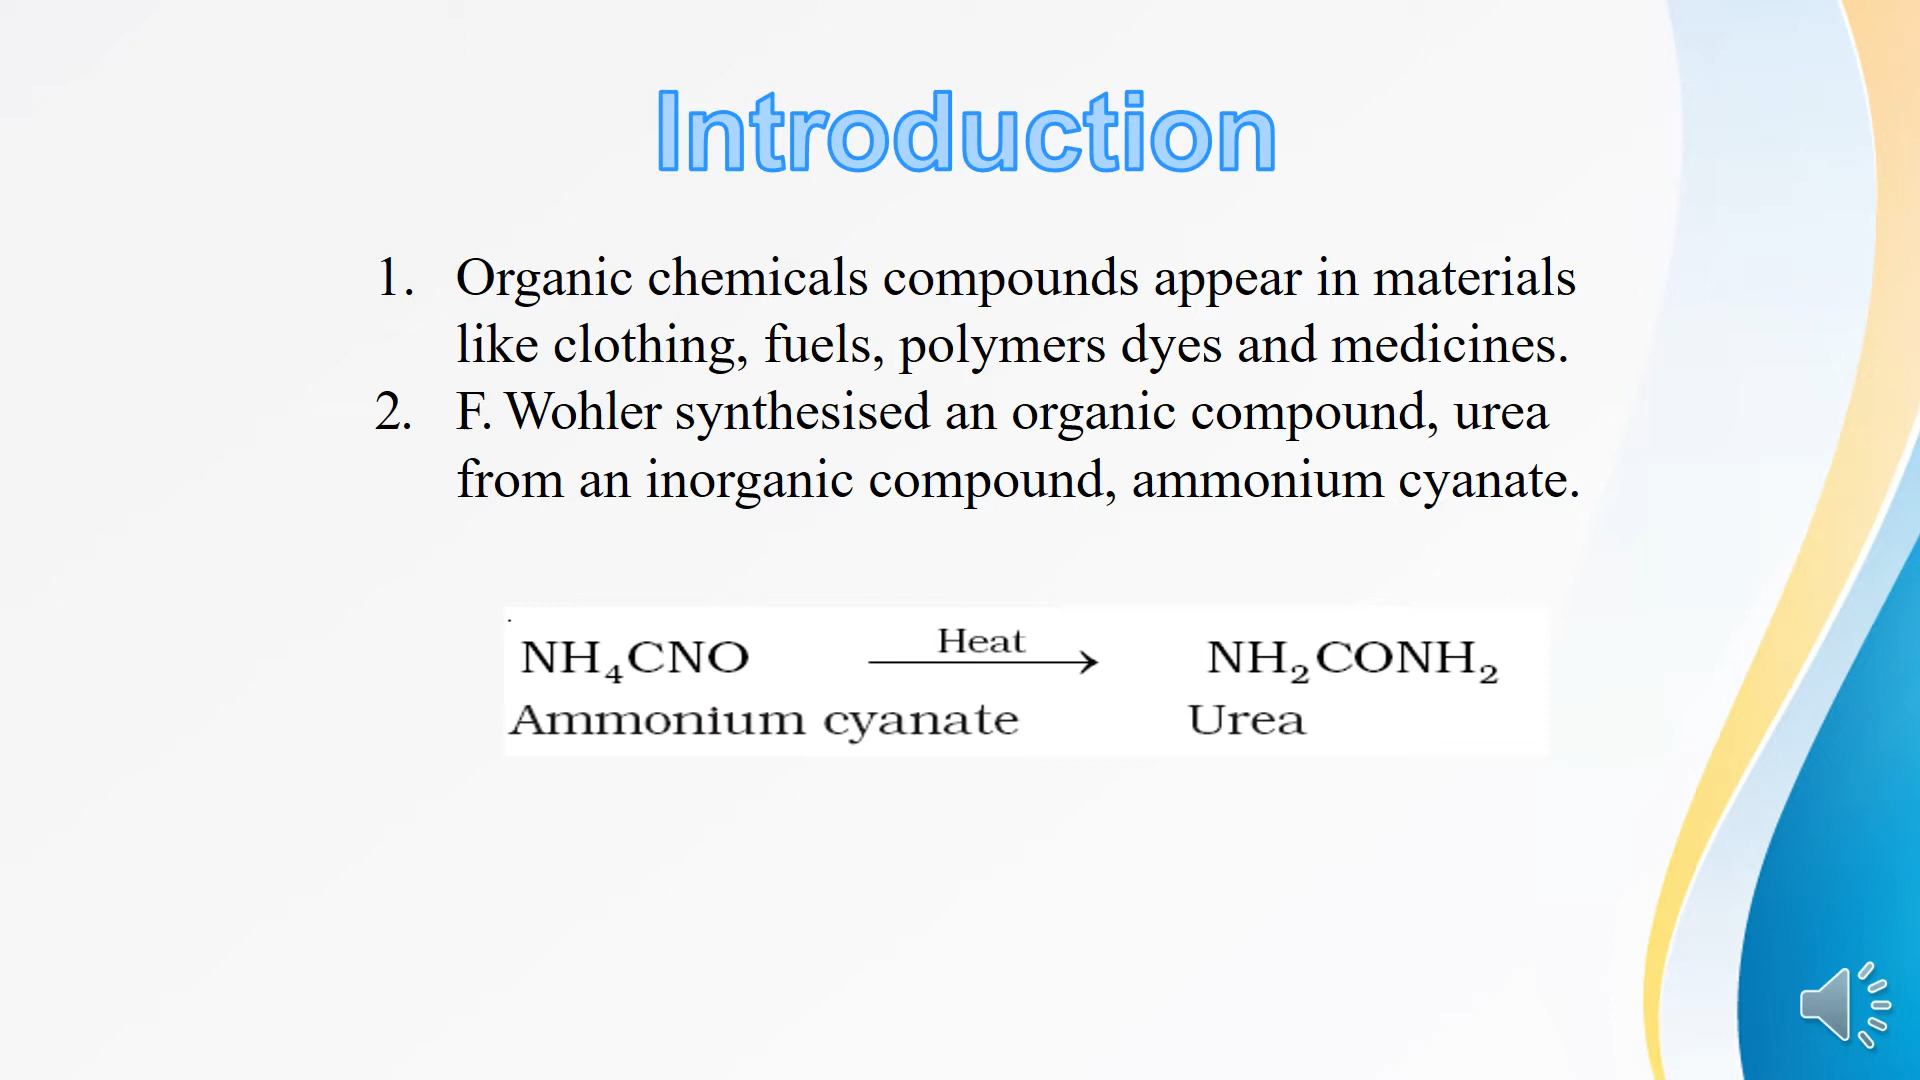 Introduction
1. Organic chemicals compounds appear in materials
like clothing, fuels, polymers dyes and medicines.
2. F. Wohler synthesised an organic compound, urea
from an inorganic compound, ammonium cyanate.
Heat
NH₄CNO → NH₂CONH₂
Ammonium cyanate Urea